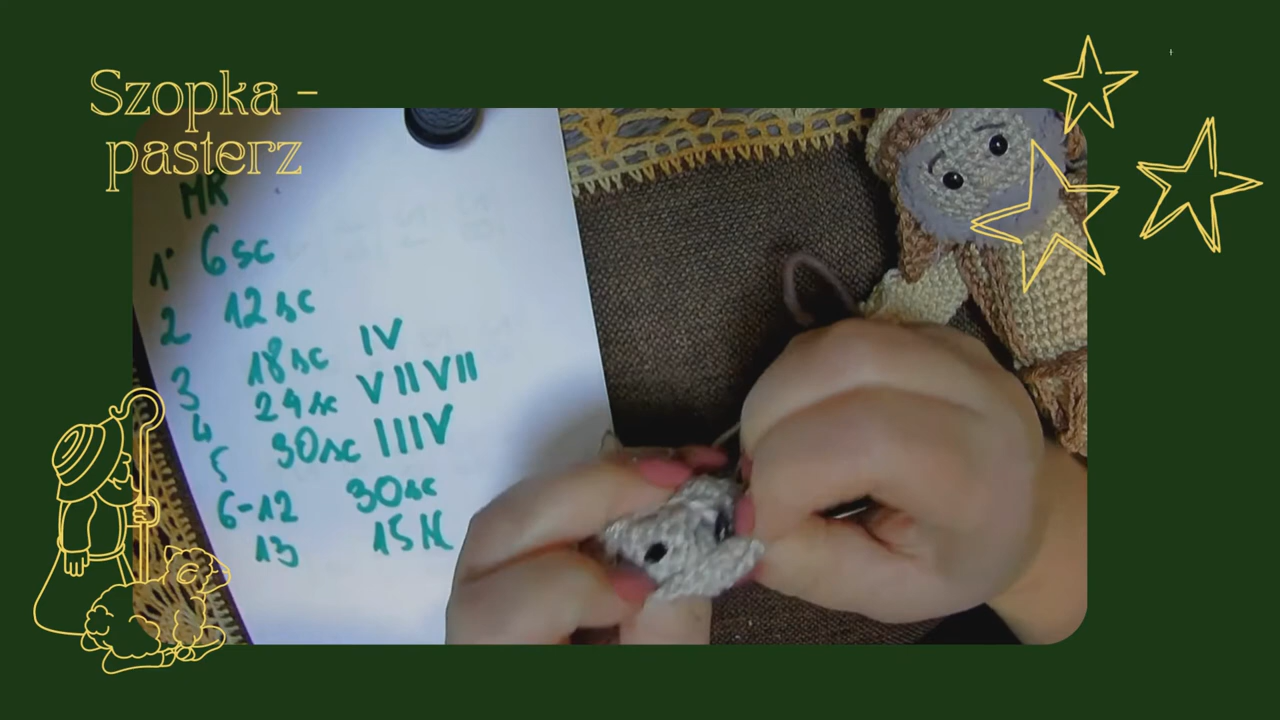 Szopka -
pasterz
MR
1° 6sc
2 12sc
3 18sc IV
4 24sc VIIVII
5 30sc IIIV
6-12 30sc
13